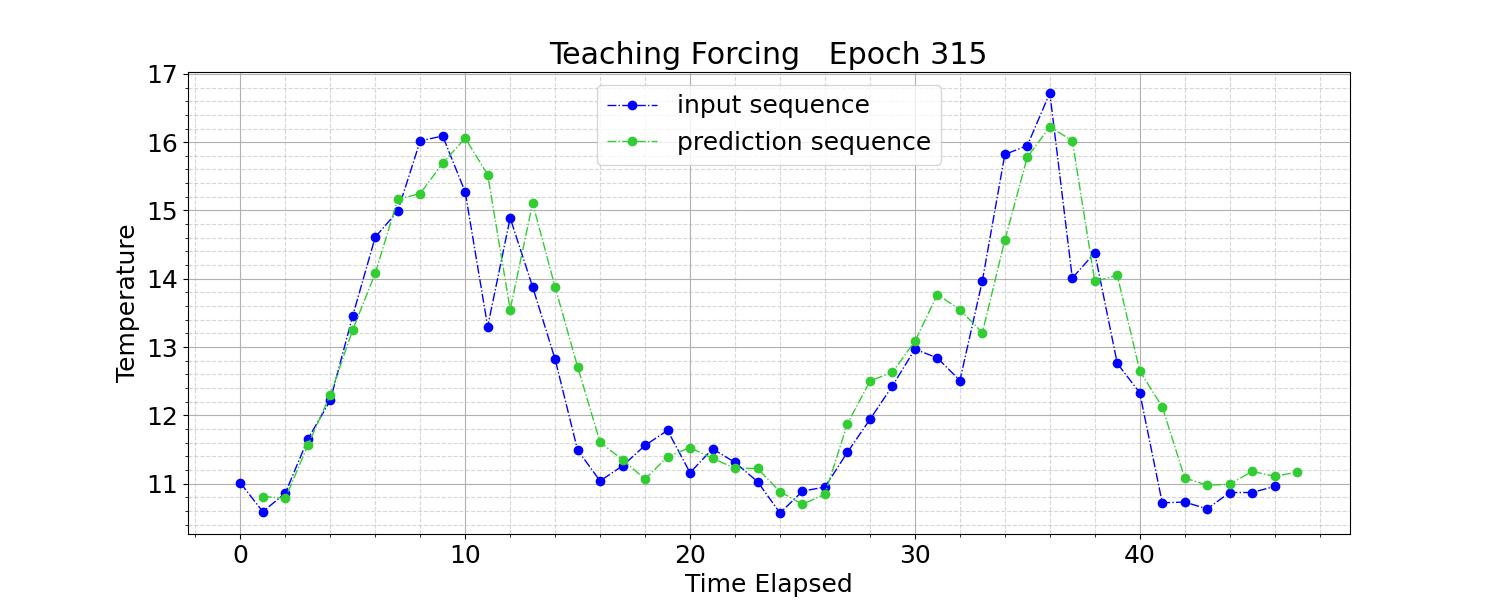 Teaching Forcing   Epoch 315
17
16
15
14
13
12
11
Temperature
input sequence
prediction sequence
0
10
20
30
40
Time Elapsed